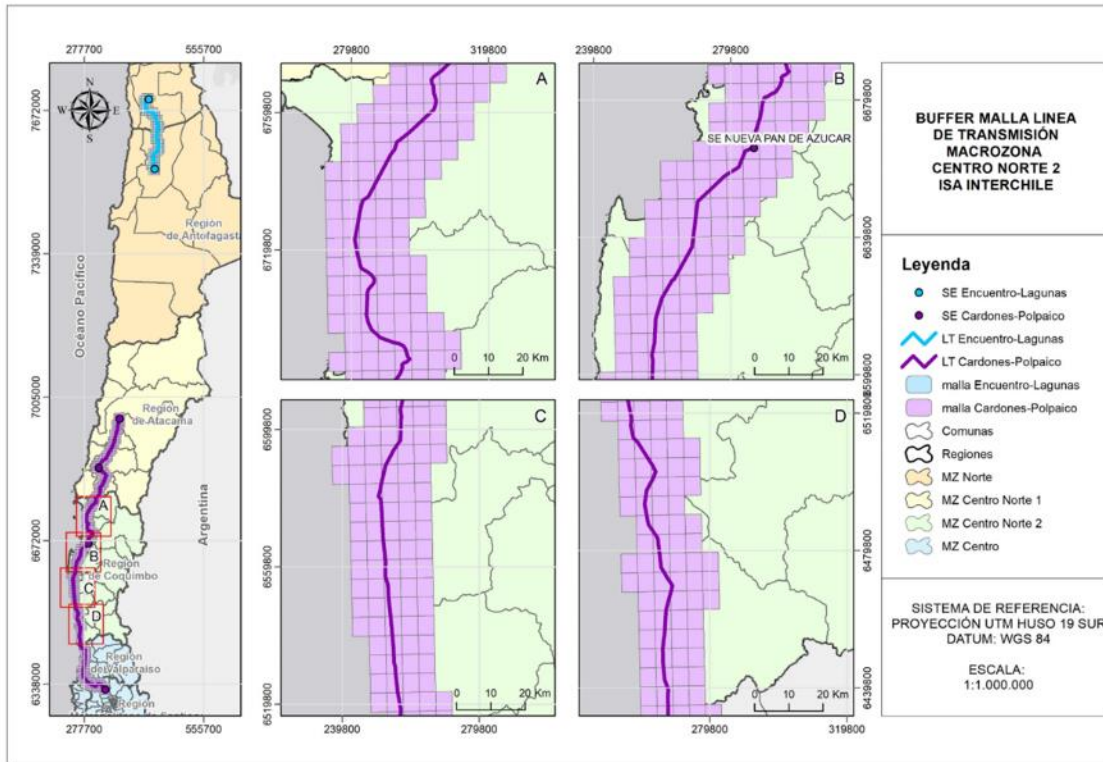 277700
555700
N
W
E
S
7672000
7339000
7005000
6672000
6338000
Océano Pacífico
Argentina
Región
de Antofagasta
Región
de Atacama
A
B
Región
de Coquimbo
C
D
Región
de Valparaíso
Región
277700
555700
279800
319800
A
6759800
6719800
0 10 20 Km
239800
279800
B
SE NUEVA PAN DE AZUCAR
6679800
6639800
6599800
0 10 20 Km
C
6599800
6559800
6519800
0 10 20 Km
239800
279800
D
6519800
6479800
6439800
0 10 20 Km
279800
319800
BUFFER MALLA LINEA
DE TRANSMISIÓN
MACROZONA
CENTRO NORTE 2
ISA INTERCHILE
Leyenda
SE Encuentro-Lagunas
SE Cardones-Polpaico
LT Encuentro-Lagunas
LT Cardones-Polpaico
malla Encuentro-Lagunas
malla Cardones-Polpaico
Comunas
Regiones
MZ Norte
MZ Centro Norte 1
MZ Centro Norte 2
MZ Centro
SISTEMA DE REFERENCIA:
PROYECCIÓN UTM HUSO 19 SUR
DATUM: WGS 84
ESCALA:
1:1.000.000